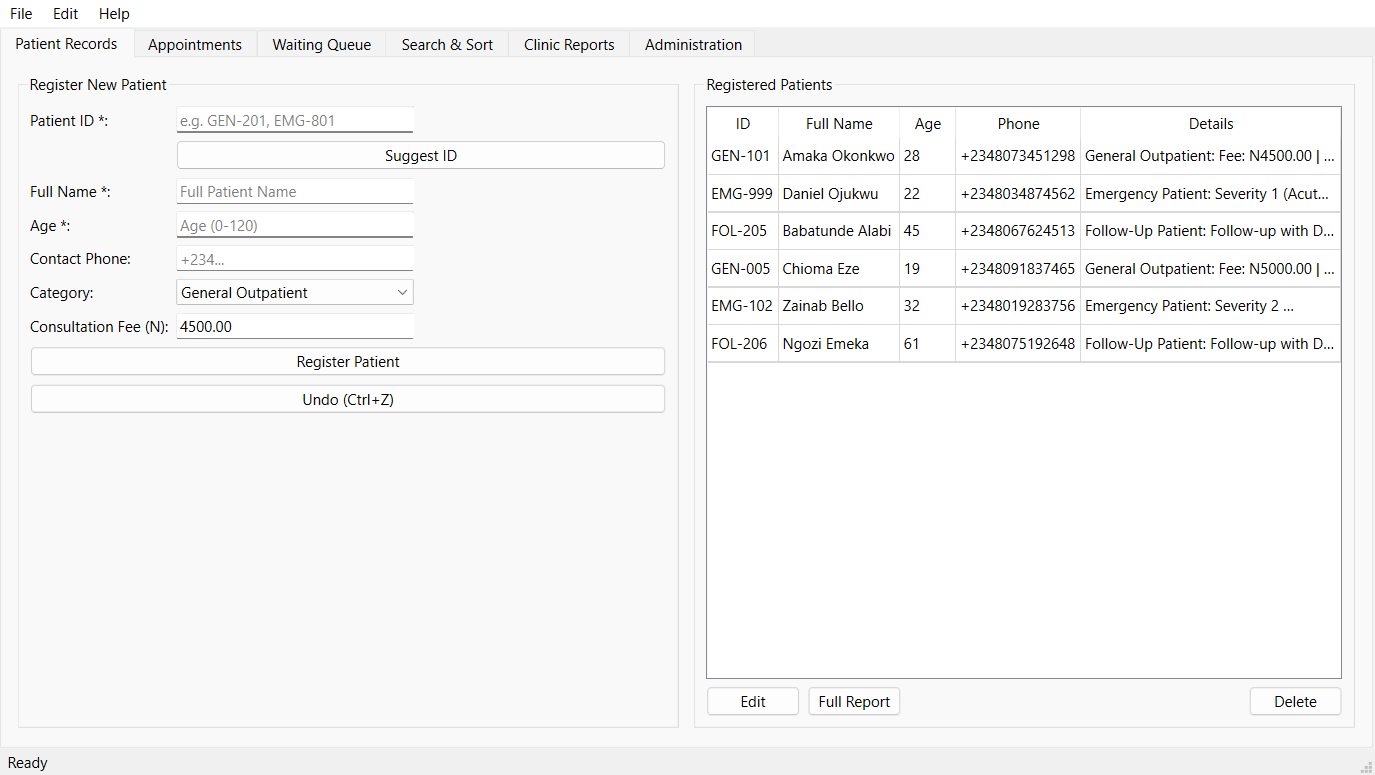 File Edit Help
Patient Records Appointments Waiting Queue Search & Sort Clinic Reports Administration
Register New Patient
Patient ID *: e.g. GEN-201, EMG-801
Suggest ID
Full Name *: Full Patient Name
Age *: Age (0-120)
Contact Phone: +234...
Category: General Outpatient
Consultation Fee (N): 4500.00
Register Patient
Undo (Ctrl+Z)
Registered Patients
ID Full Name Age Phone Details
GEN-101 Amaka Okonkwo 28 +2348073451298 General Outpatient: Fee: N4500.00 | ...
EMG-999 Daniel Ojukwu 22 +2348034874562 Emergency Patient: Severity 1 (Acut...
FOL-205 Babatunde Alabi 45 +2348067624513 Follow-Up Patient: Follow-up with D...
GEN-005 Chioma Eze 19 +2348091837465 General Outpatient: Fee: N5000.00 | ...
EMG-102 Zainab Bello 32 +2348019283756 Emergency Patient: Severity 2 ...
FOL-206 Ngozi Emeka 61 +2348075192648 Follow-Up Patient: Follow-up with D...
Edit Full Report Delete
Ready